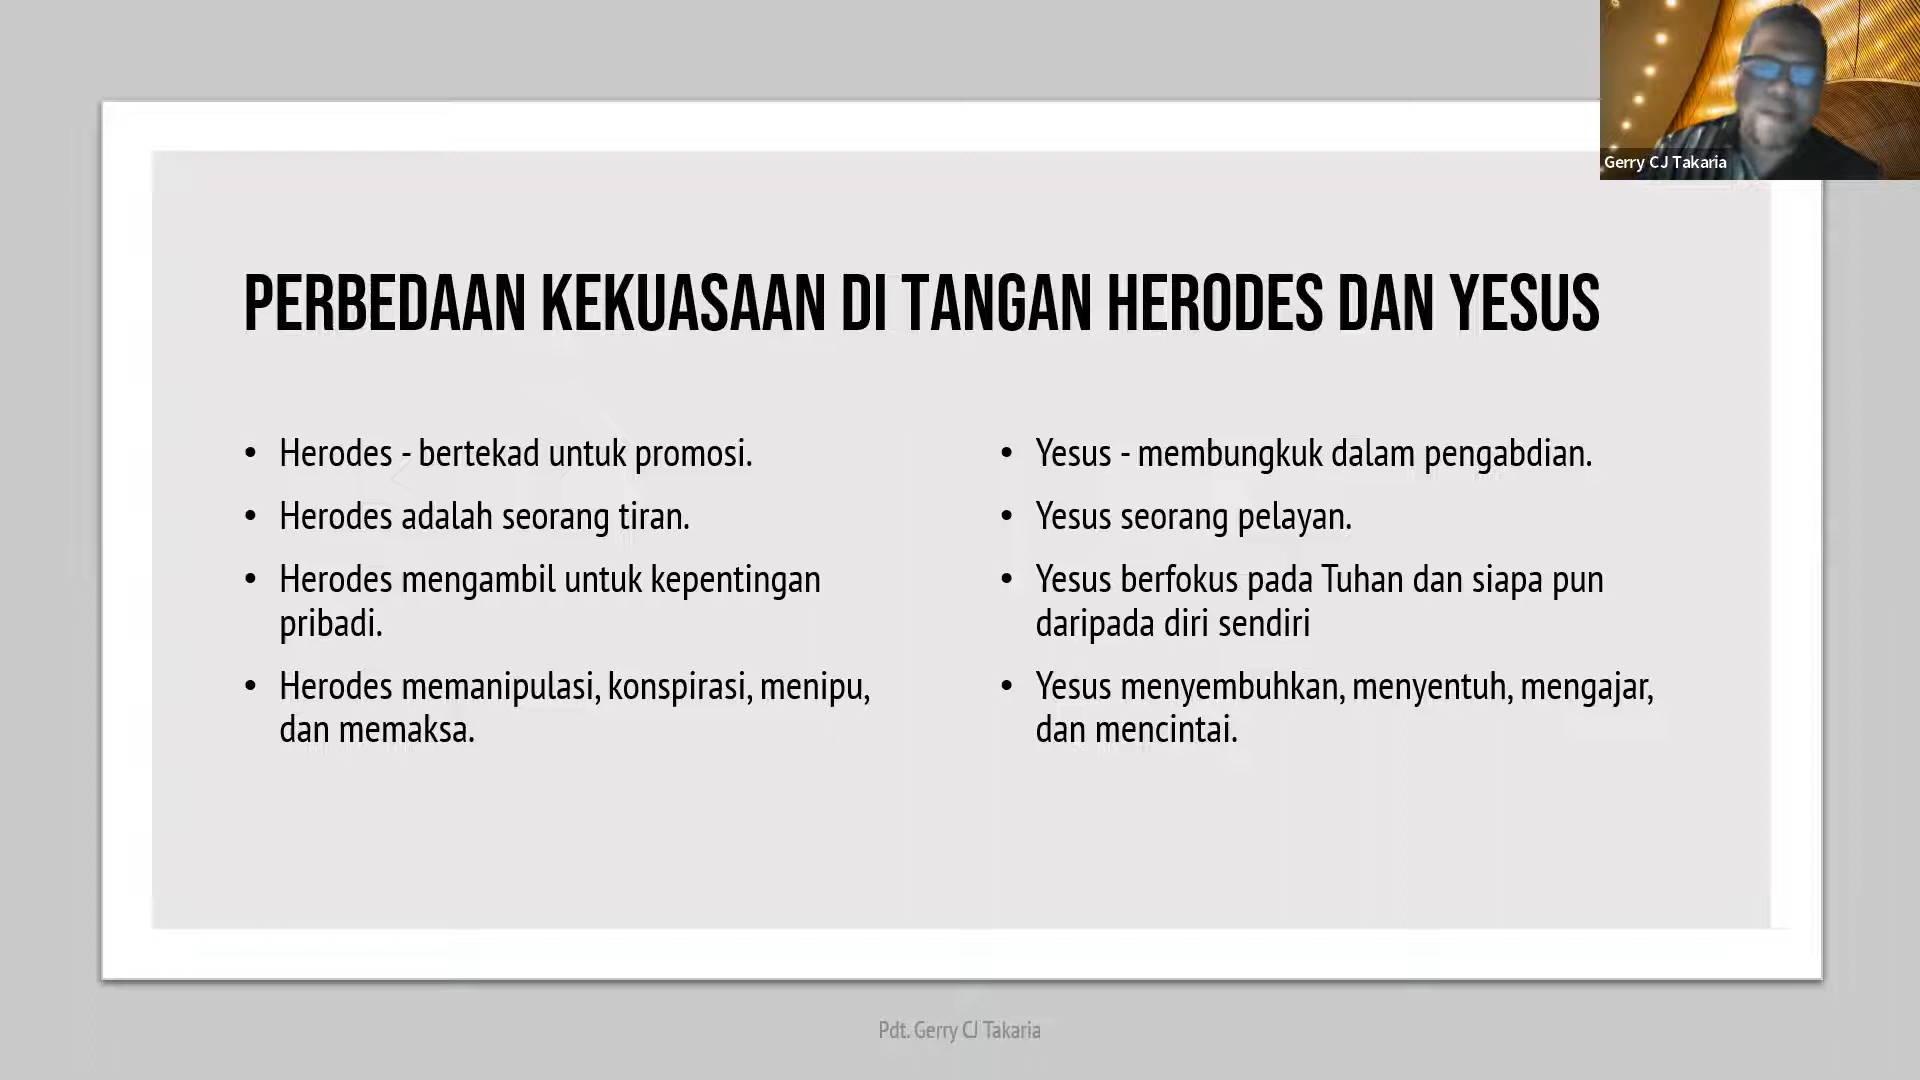 Gerry CJ Takaria
PERBEDAAN KEKUASAAN DI TANGAN HERODES DAN YESUS
• Herodes - bertekad untuk promosi.
• Herodes adalah seorang tiran.
• Herodes mengambil untuk kepentingan
pribadi.
• Herodes memanipulasi, konspirasi, menipu,
dan memaksa.
• Yesus - membungkuk dalam pengabdian.
• Yesus seorang pelayan.
• Yesus berfokus pada Tuhan dan siapa pun
daripada diri sendiri
• Yesus menyembuhkan, menyentuh, mengajar,
dan mencintai.
Pdt. Gerry CJ Takaria